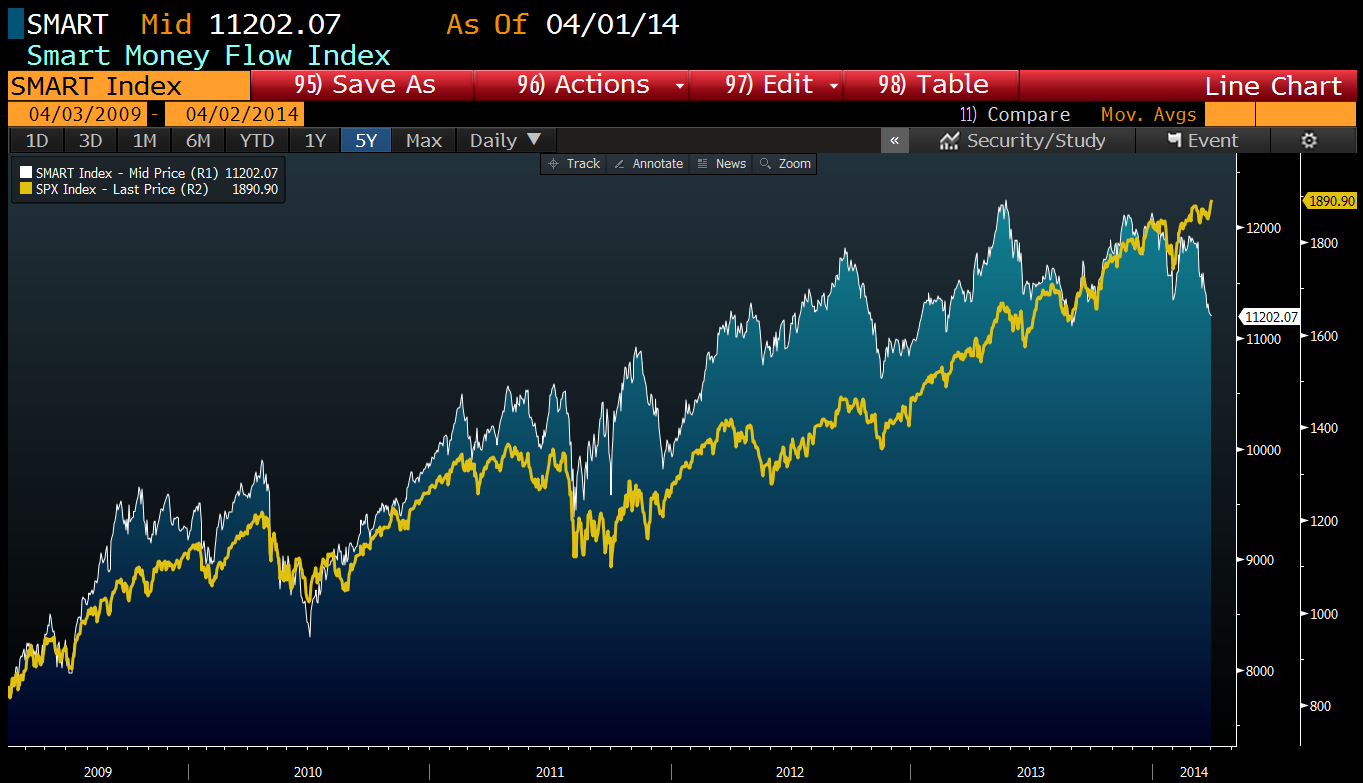 SMART Mid 11202.07 As Of 04/01/14
Smart Money Flow Index
SMART Index 95) Save As 96) Actions 97) Edit 98) Table Line Chart
04/03/2009 - 04/02/2014 11) Compare Mov. Avgs
1D 3D 1M 6M YTD 1Y 5Y Max Daily ▼ « Security/Study Event
Track Annotate News Zoom
SMART Index - Mid Price (R1) 11202.07
SPX Index - Last Price (R2) 1890.90
1890.90
12000
1800
11202.07
11000
1600
1400
10000
1200
9000
1000
8000
800
2009 2010 2011 2012 2013 2014